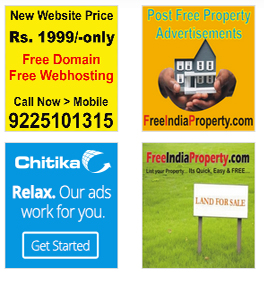 New Website Price
Rs. 1999/-only
Free Domain
Free Webhosting
Call Now > Mobile
9225101315
Post Free Property
Advertisements
FreeIndiaProperty.com
Chitika
Relax. Our ads
work for you.
Get Started
FreeIndiaProperty.com
List your Property... Its Quick, Easy & FREE...
LAND FOR SALE